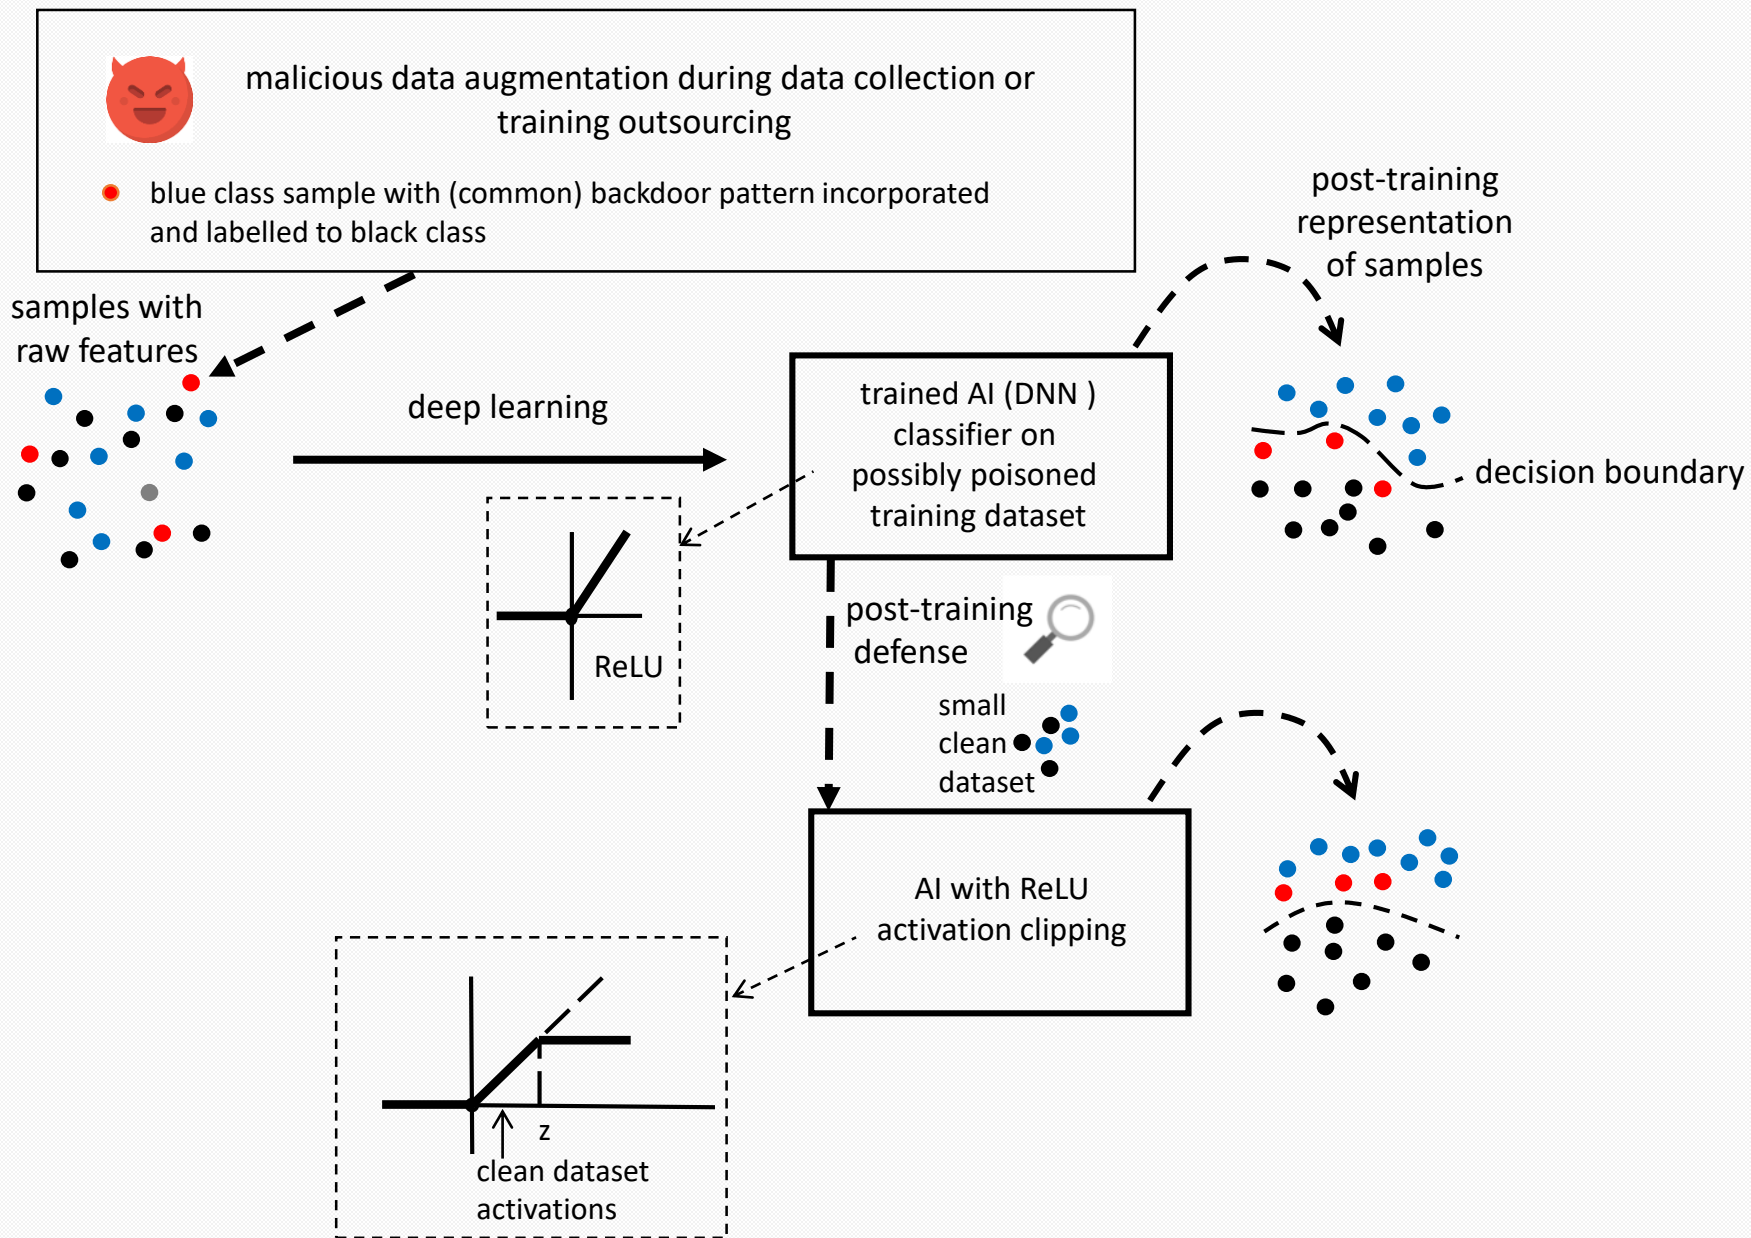 malicious data augmentation during data collection or
training outsourcing
blue class sample with (common) backdoor pattern incorporated
and labelled to black class
post-training
representation
of samples
samples with
raw features
deep learning
trained AI (DNN )
classifier on
possibly poisoned
training dataset
decision boundary
ReLU
post-training
defense
small
clean
dataset
AI with ReLU
activation clipping
z
clean dataset
activations